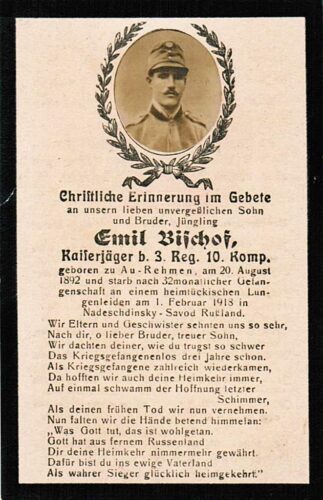 Christliche Erinnerung im Gebete
an unsern lieben unvergeßlichen Sohn
und Bruder, Jüngling
Emil Bischof,
Kaiserjäger b. 3. Reg. 10. Komp.
geboren zu Au-Rehmen, am 20. August
1892 und starb nach 32monatlicher Gefan-
genschaft an einem heimtückischen Lun-
genleiden am 1. Februar 1918 in
Nadeschdinsky - Savod Rußland.
Wir Eltern und Geschwister sehnten uns so sehr,
Nach dir, o lieber Bruder, treuer Sohn,
Wir dachten deiner, wie du trugst so schwer
Das Kriegsgefangenenlos drei Jahre schon.
Als Kriegsgefangene zahlreich wiederkamen,
Da hofften wir auch deine Heimkehr immer,
Auf einmal schwamm der Hoffnung letzter
Schimmer,
Als deinen frühen Tod wir nun vernehmen.
Nun falten wir die Hände betend himmelan:
"Was Gott tut, das ist wohlgetan.
Gott hat aus fernem Russenland
Dir deine Heimkehr nimmermehr gewährt.
Dafür bist du ins ewige Vaterland
Als wahrer Sieger glücklich heimgekehrt."